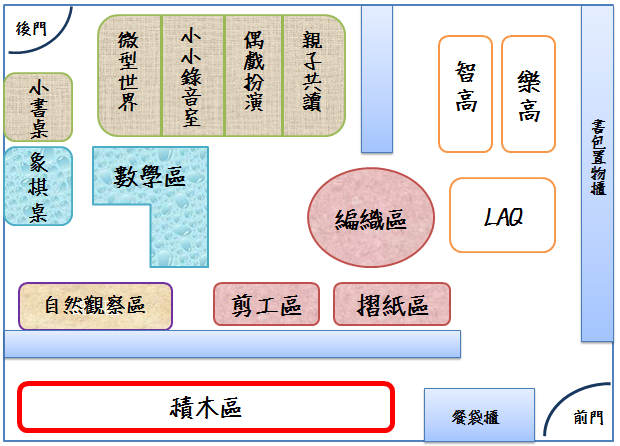 後門
微型世界
小小錄音室
偶戲扮演
親子共讀
智高
樂高
書包置物櫃
小書桌
象棋桌
數學區
編織區
LAQ
自然觀察區
剪工區
摺紙區
積木區
餐袋櫃
前門